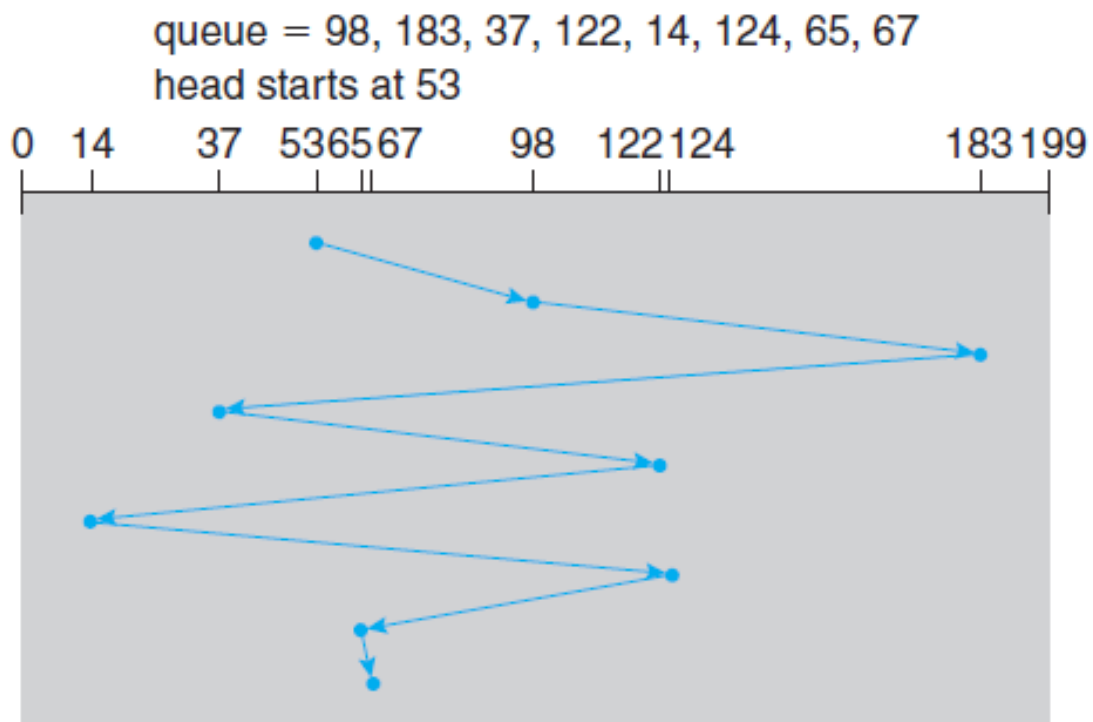 queue = 98, 183, 37, 122, 14, 124, 65, 67
head starts at 53
0 14 37 536567 98 122124 183199